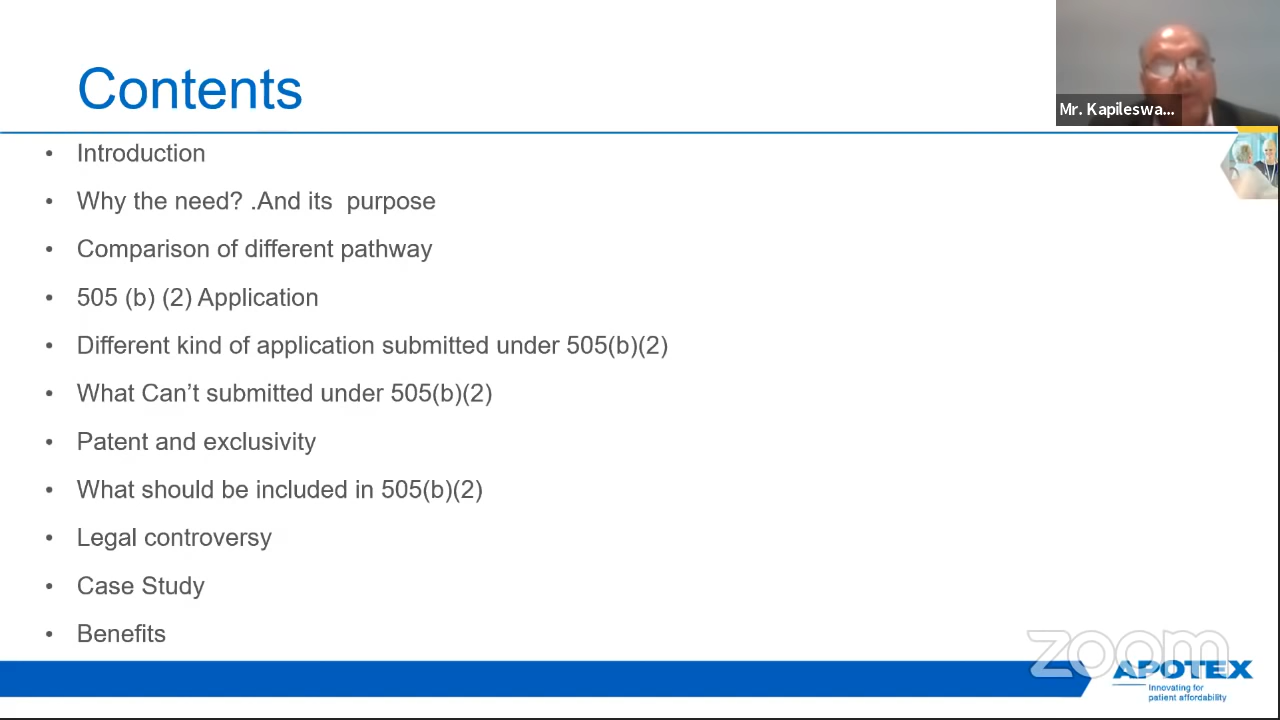 Contents
Mr. Kapileswa...
• Introduction
• Why the need? .And its purpose
• Comparison of different pathway
• 505 (b) (2) Application
• Different kind of application submitted under 505(b)(2)
• What Can’t submitted under 505(b)(2)
• Patent and exclusivity
• What should be included in 505(b)(2)
• Legal controversy
• Case Study
• Benefits
zoom
APOTEX
Innovating for
patient affordability